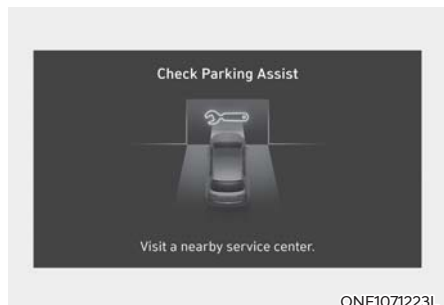 Check Parking Assist
Visit a nearby service center.
ONE1071223L